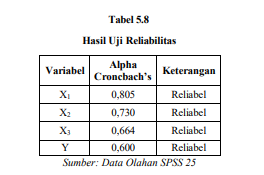 Tabel 5.8
Hasil Uji Reliabilitas
Variabel Alpha Croncbach's Keterangan
X₁ 0,805 Reliabel
X₂ 0,730 Reliabel
X₃ 0,664 Reliabel
Y 0,600 Reliabel
Sumber: Data Olahan SPSS 25